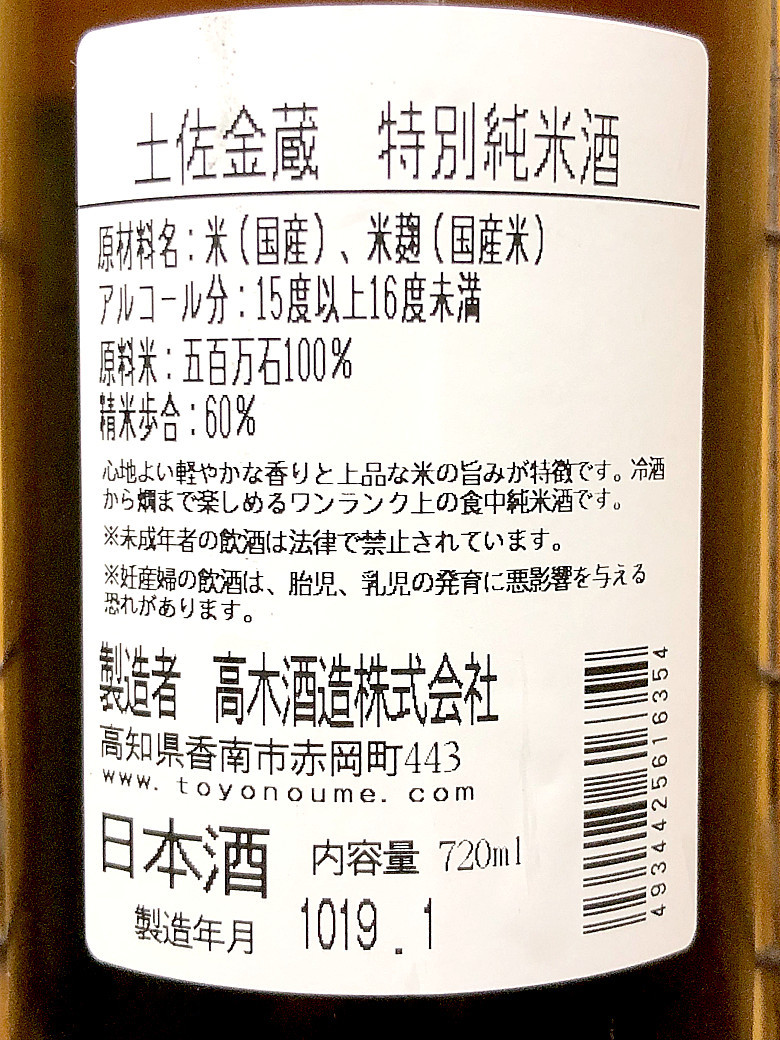 土佐金蔵　特別純米酒
原材料名：米（国産）、米麹（国産米）
アルコール分：15度以上16度未満
原料米：五百万石100％
精米歩合：60％
心地よい軽やかな香りと上品な米の旨みが特徴です。冷酒
から燗まで楽しめるワンランク上の食中純米酒です。
※未成年者の飲酒は法律で禁止されています。
※妊産婦の飲酒は、胎児、乳児の発育に悪影響を与える
恐れがあります。
製造者　高木酒造株式会社
高知県香南市赤岡町443
www.toyonoume.com
日本酒　内容量 720ml
製造年月　1019.1
4934425616354